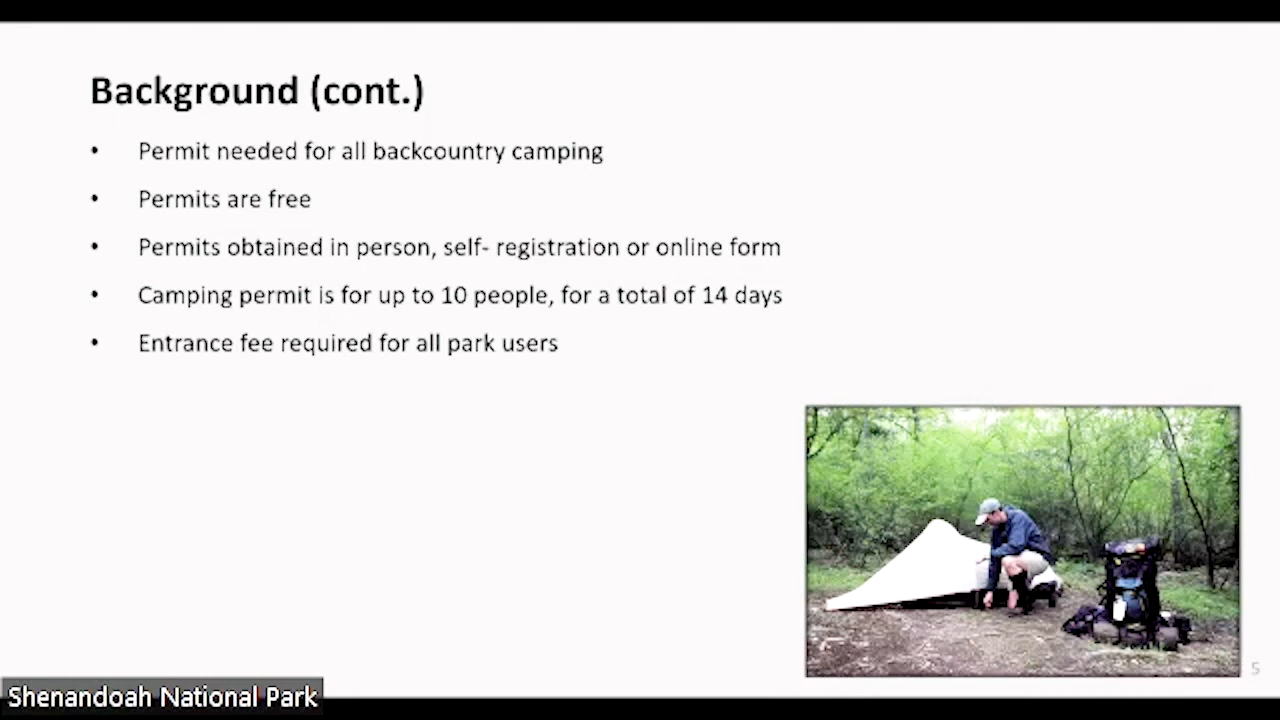 Background (cont.)
• Permit needed for all backcountry camping
• Permits are free
• Permits obtained in person, self- registration or online form
• Camping permit is for up to 10 people, for a total of 14 days
• Entrance fee required for all park users
5
Shenandoah National Park